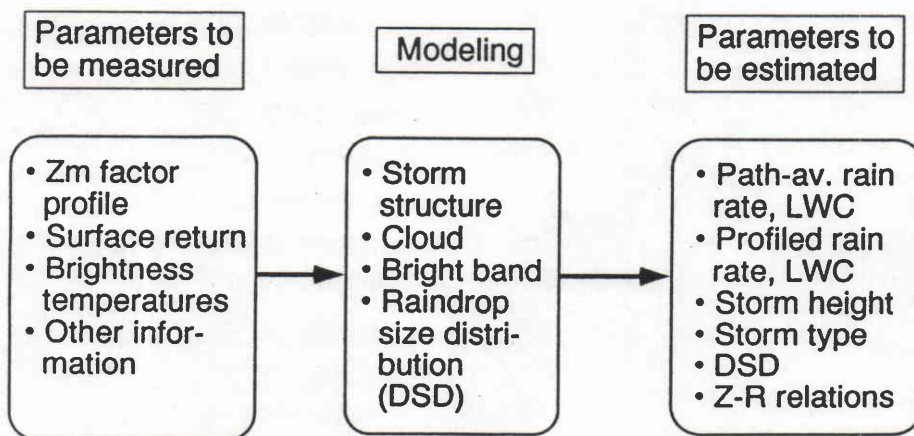 Parameters to
be measured
Modeling
Parameters to
be estimated
• Zm factor
profile
• Surface return
• Brightness
temperatures
• Other infor-
mation
• Storm
structure
• Cloud
• Bright band
• Raindrop
size distri-
bution
(DSD)
• Path-av. rain
rate, LWC
• Profiled rain
rate, LWC
• Storm height
• Storm type
• DSD
• Z-R relations